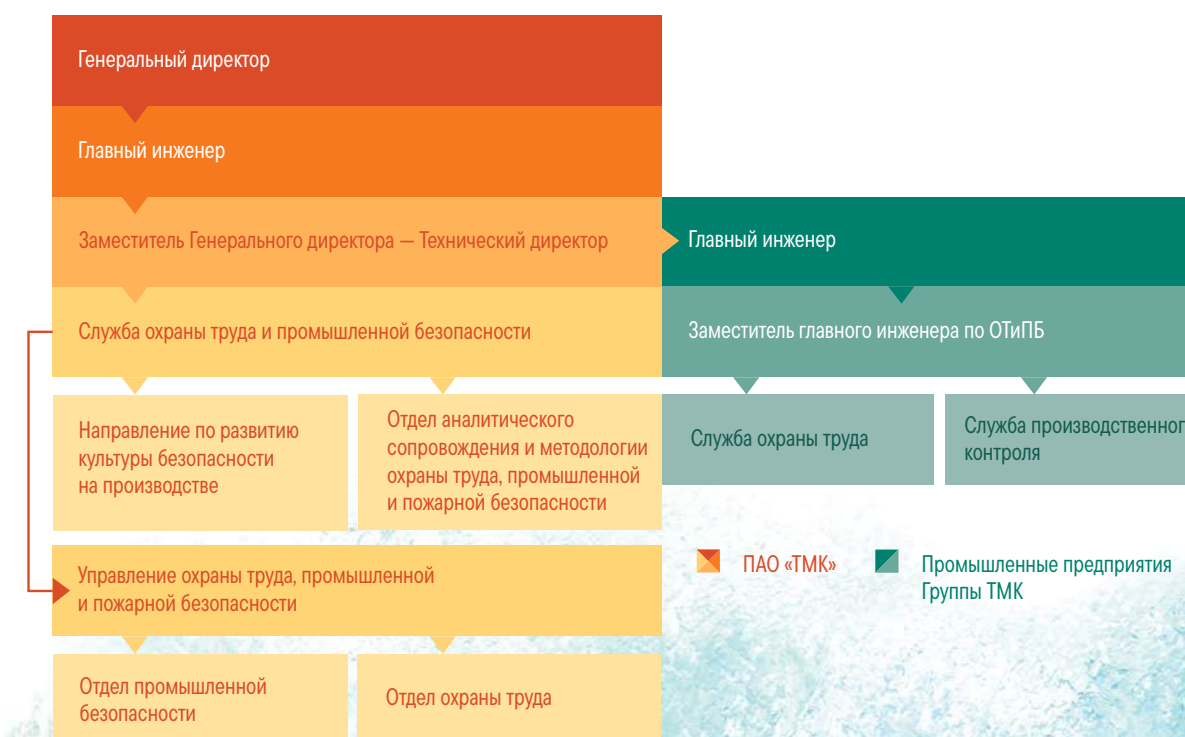 Генеральный директор
Главный инженер
Заместитель Генерального директора — Технический директор
Главный инженер
Служба охраны труда и промышленной безопасности
Заместитель главного инженера по ОТиПБ
Направление по развитию
культуры безопасности
на производстве
Отдел аналитического
сопровождения и методологии
охраны труда, промышленной
и пожарной безопасности
Служба охраны труда
Служба производственног
контроля
Управление охраны труда, промышленной
и пожарной безопасности
ПАО «ТМК»
Промышленные предприятия
Группы ТМК
Отдел промышленной
безопасности
Отдел охраны труда